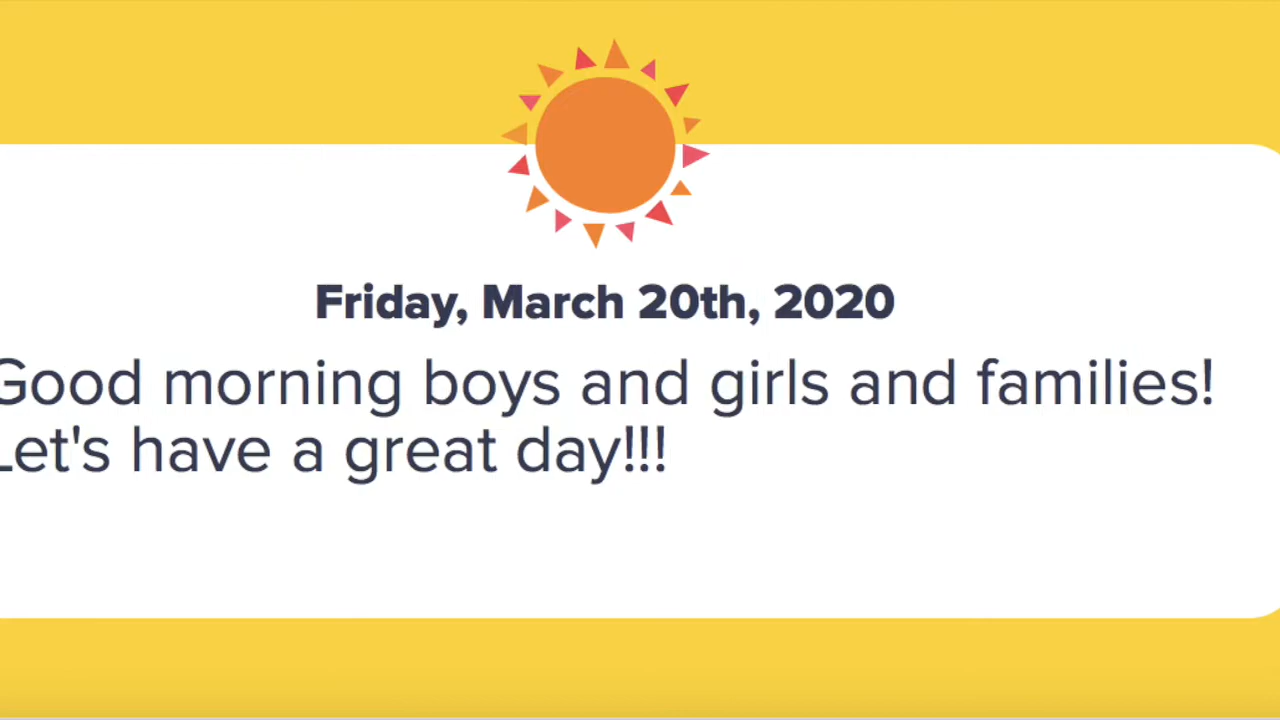 Friday, March 20th, 2020
Good morning boys and girls and families!
Let's have a great day!!!